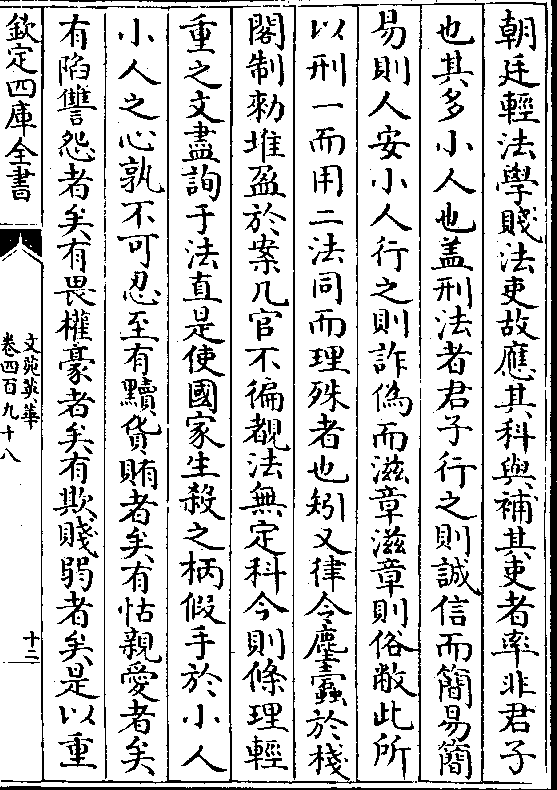 朝廷輕法學賤法吏故應其科與補其吏者率非君子
也其多小人也盖刑法者君子行之則誠信而簡易簡
易則人安小人行之則詐偽而滋章滋章則俗敝此所
以刑一而用二法同而理殊者也矧又律令塵蠧於棧
閣制勑堆盈於案几官不徧覩法無定科今則條理輕
重之文盡詢于法直是使國家生殺之柄假手於小人
小人之心孰不可忍至有黷貨賄者矣有怙親愛者矣
有陷讐怨者矣有畏權豪者矣有欺賤弱者矣是以重
欽定四庫全書
文苑英華
卷四百九十八
十二